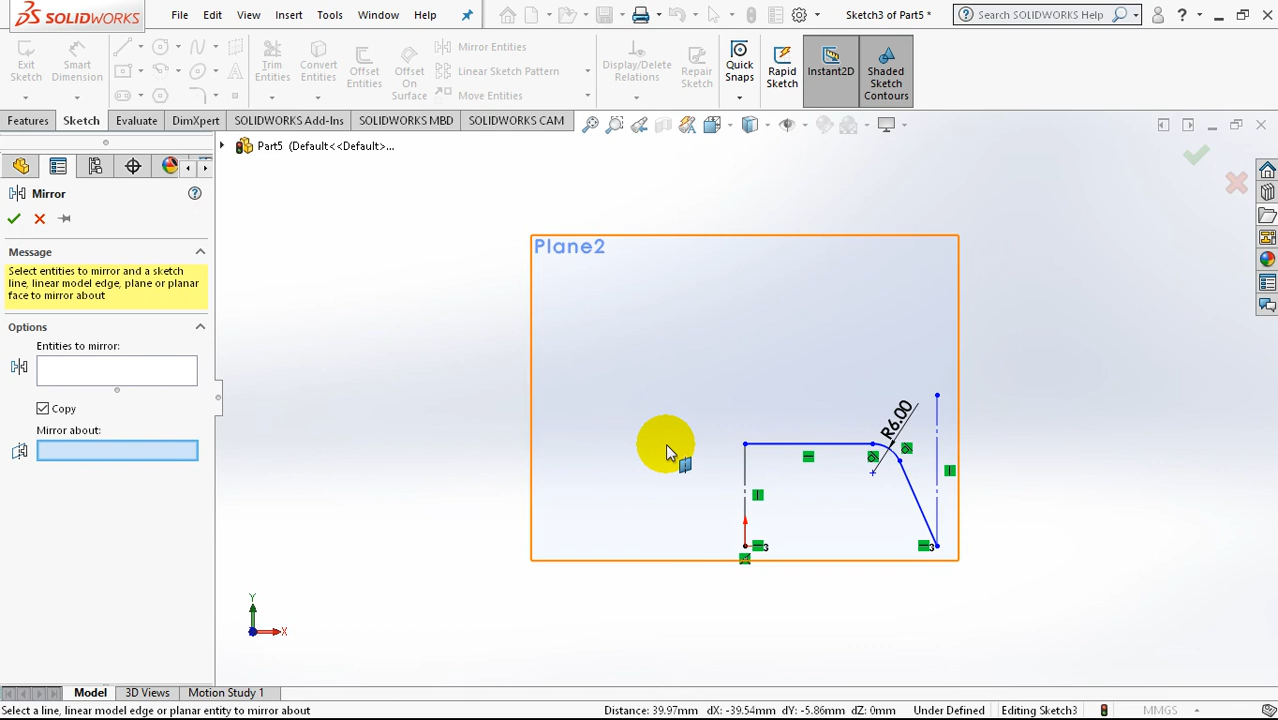 SOLIDWORKS
File Edit View Insert Tools Window Help
Sketch3 of Part5 *
Search SOLIDWORKS Help
Exit Sketch
Smart Dimension
Trim Entities
Convert Entities
Offset Entities
Offset On Surface
Mirror Entities
Linear Sketch Pattern
Move Entities
Display/Delete Relations
Repair Sketch
Quick Snaps
Rapid Sketch
Instant2D
Shaded Sketch Contours
Features Sketch Evaluate DimXpert SOLIDWORKS Add-Ins SOLIDWORKS MBD SOLIDWORKS CAM
Part5 (Default<<Default>...
Mirror
Message
Select entities to mirror and a sketch
line, linear model edge, plane or planar
face to mirror about
Options
Entities to mirror:
Copy
Mirror about:
Plane2
R6.00
3
3
Y
X
Model 3D Views Motion Study 1
Select a line, linear model edge or planar entity to mirror about
Distance: 39.97mm dX: -39.54mm dY: -5.86mm dZ: 0mm Under Defined Editing Sketch3 MMGS